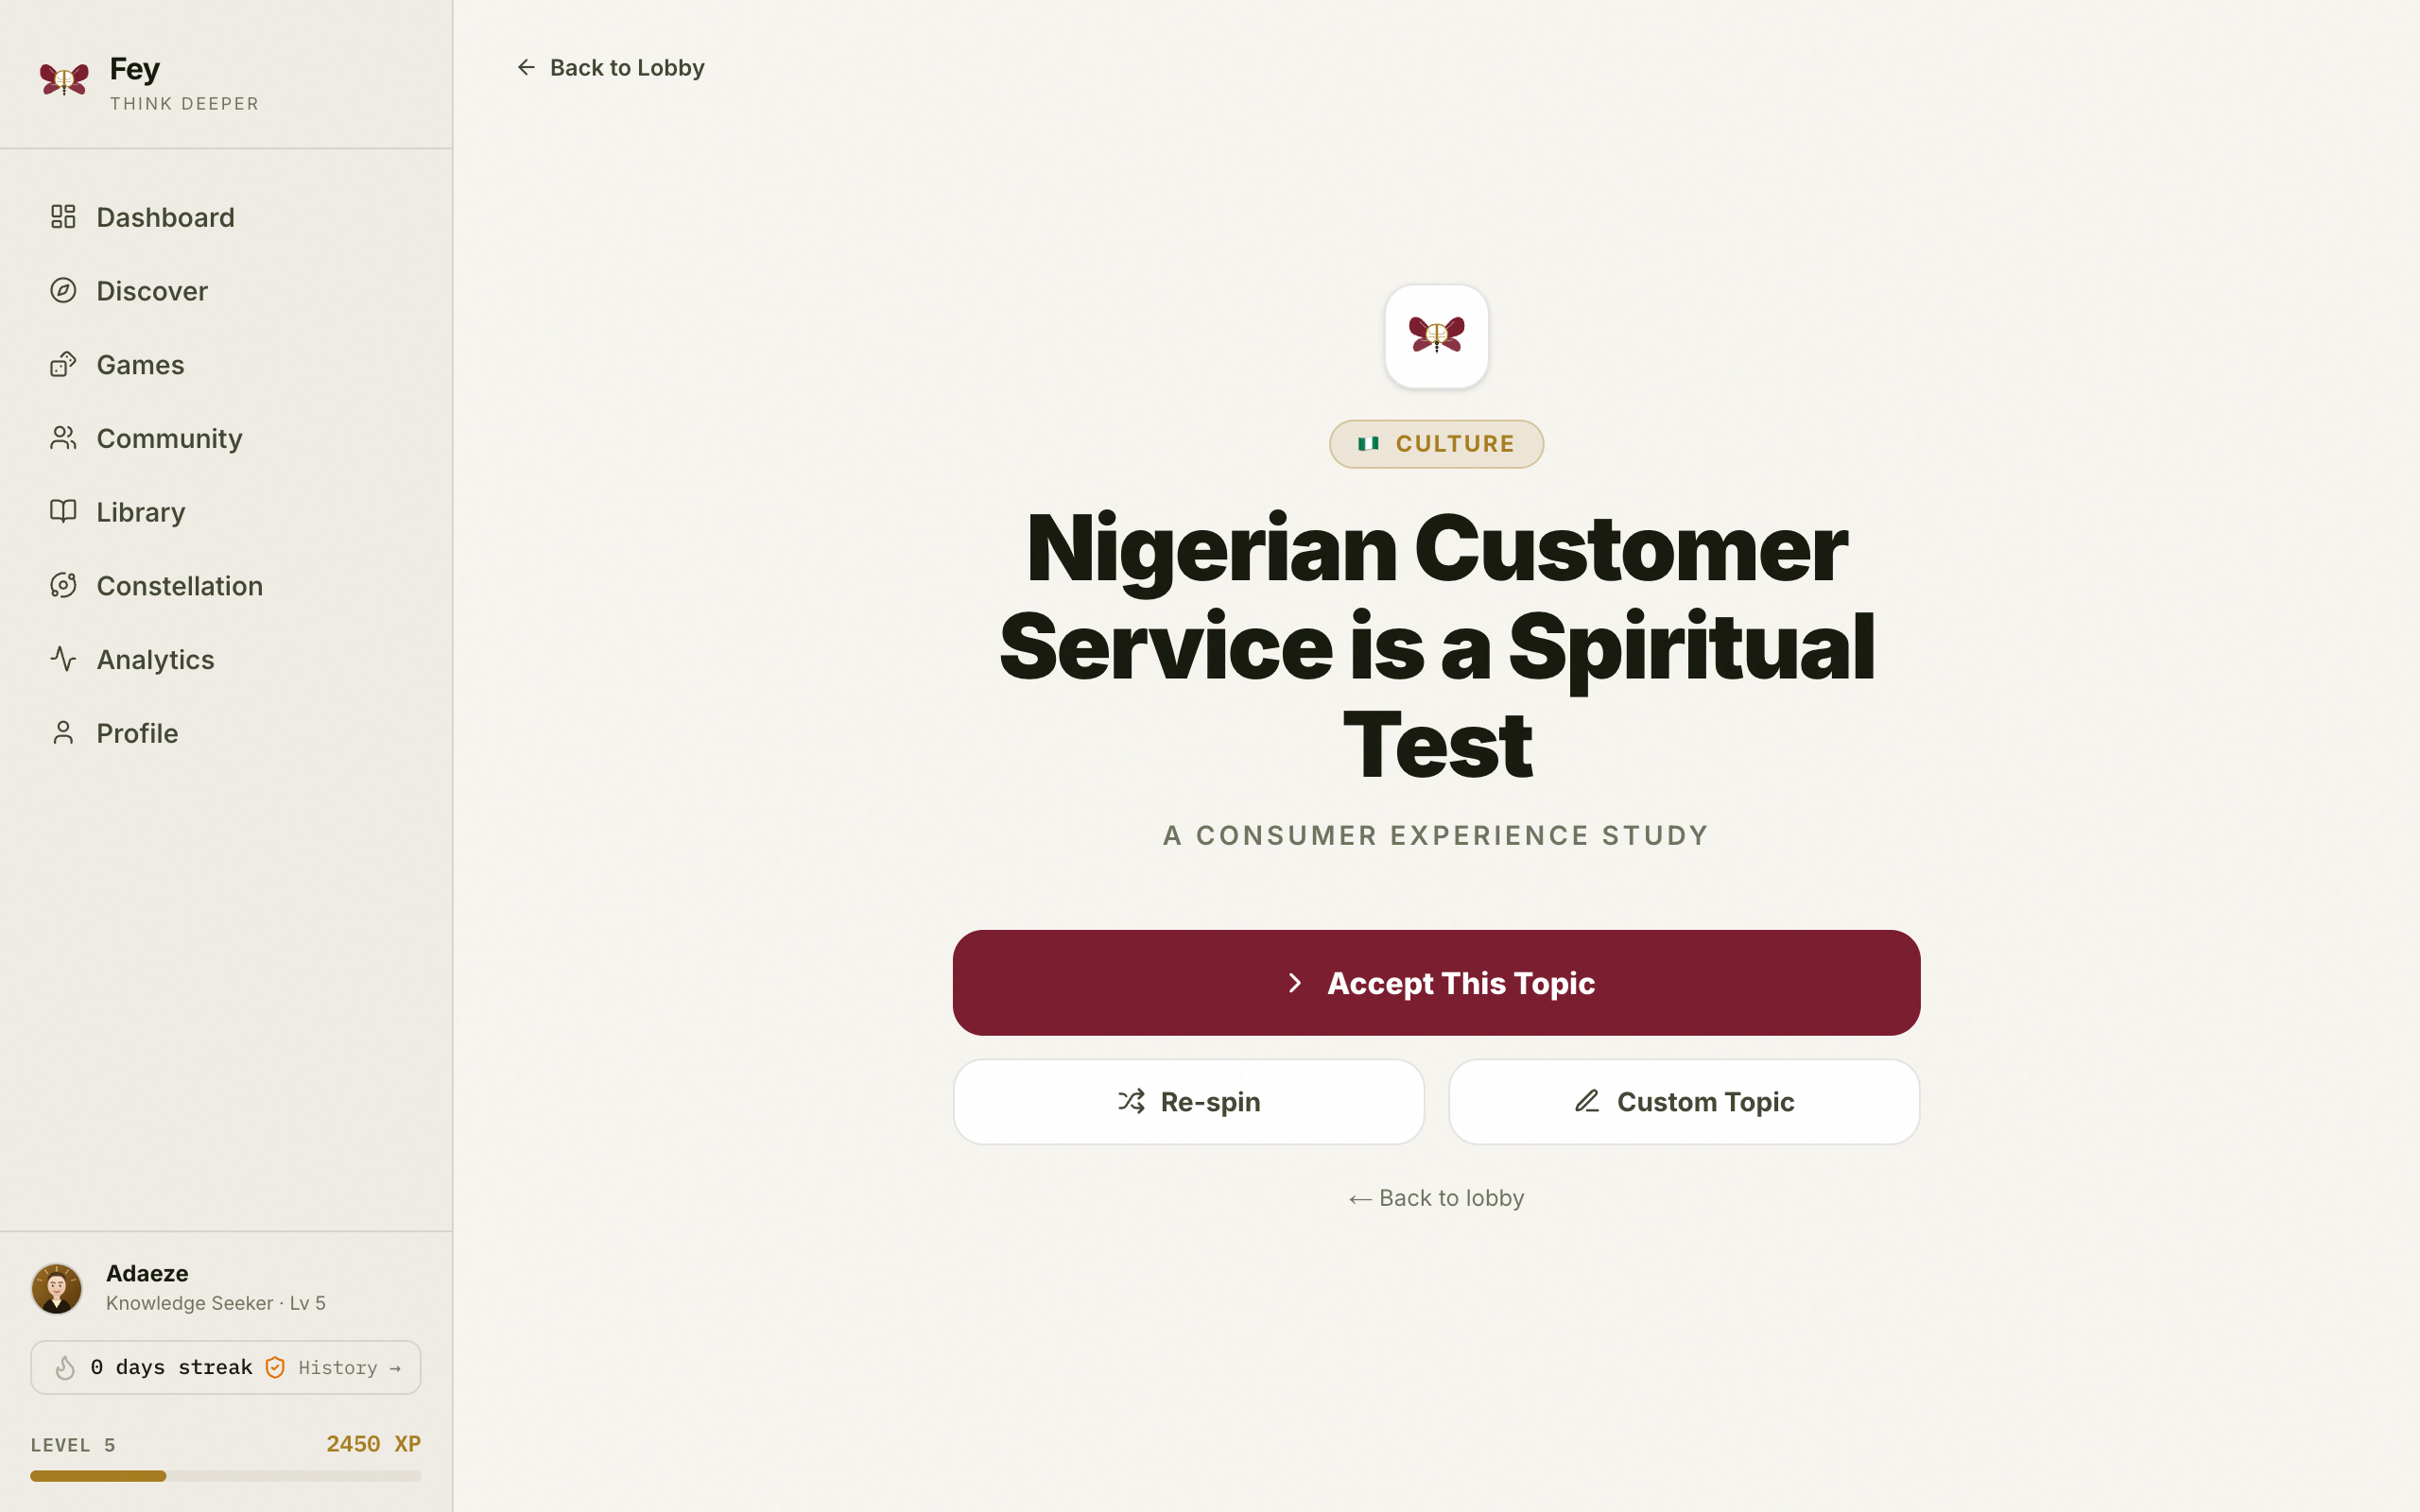 Fey
THINK DEEPER
Dashboard
Discover
Games
Community
Library
Constellation
Analytics
Profile
Adaeze
Knowledge Seeker · Lv 5
0 days streak History →
LEVEL 5 2450 XP
← Back to Lobby
CULTURE
Nigerian Customer
Service is a Spiritual
Test
A CONSUMER EXPERIENCE STUDY
Accept This Topic
Re-spin
Custom Topic
← Back to lobby